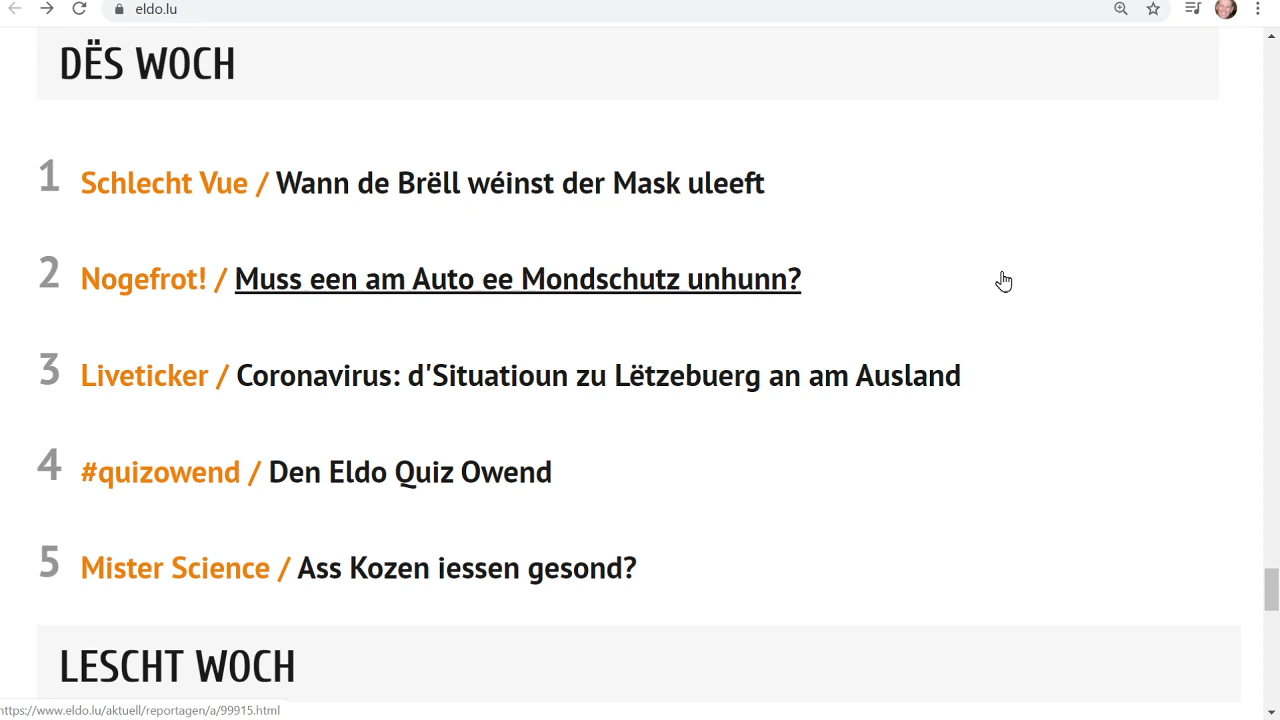 eldo.lu
DËS WOCH
1 Schlecht Vue / Wann de Brëll wéinst der Mask uleeft
2 Nogefrot! / Muss een am Auto ee Mondschutz unhunn?
3 Liveticker / Coronavirus: d'Situatioun zu Lëtzebuerg an am Ausland
4 #quizowend / Den Eldo Quiz Owend
5 Mister Science / Ass Kozen iessen gesond?
LESCHT WOCH
https://www.eldo.lu/aktuell/reportagen/a/99915.html